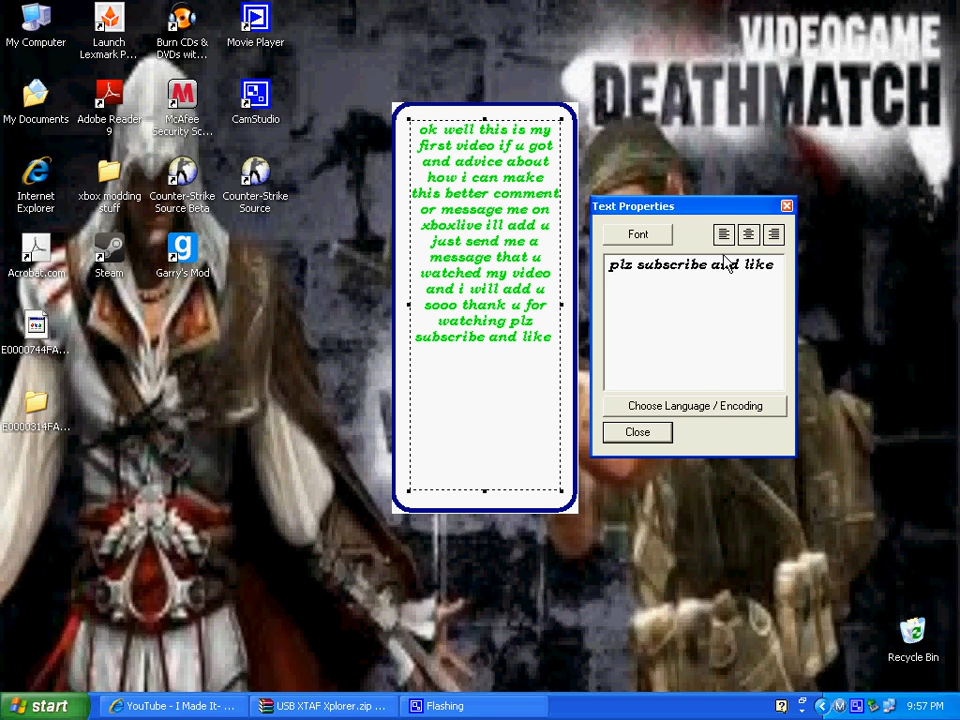 VIDEOGAME
DEATHMATCH
My Computer
Launch
Lexmark P...
Burn CDs &
DVDs wit...
Movie Player
My Documents
Adobe Reader
9
McAfee
Security Sc...
CamStudio
Internet
Explorer
xbox modding
stuff
Counter-Strike
Source Beta
Counter-Strike
Source
Acrobat.com
Steam
Garry's Mod
E0000744FA...
E0000314FA...
ok well this is my
first video if u got
and advice about
how i can make
this better comment
or message me on
xboxlive ill add u
just send me a
message that u
watched my video
and i will add u
sooo thank u for
watching plz
subscribe and like
Text Properties
Font
plz subscribe and like
Choose Language / Encoding
Close
Recycle Bin
start
YouTube - I Made It- ...
USB XTAF Xplorer.zip ...
Flashing
9:57 PM